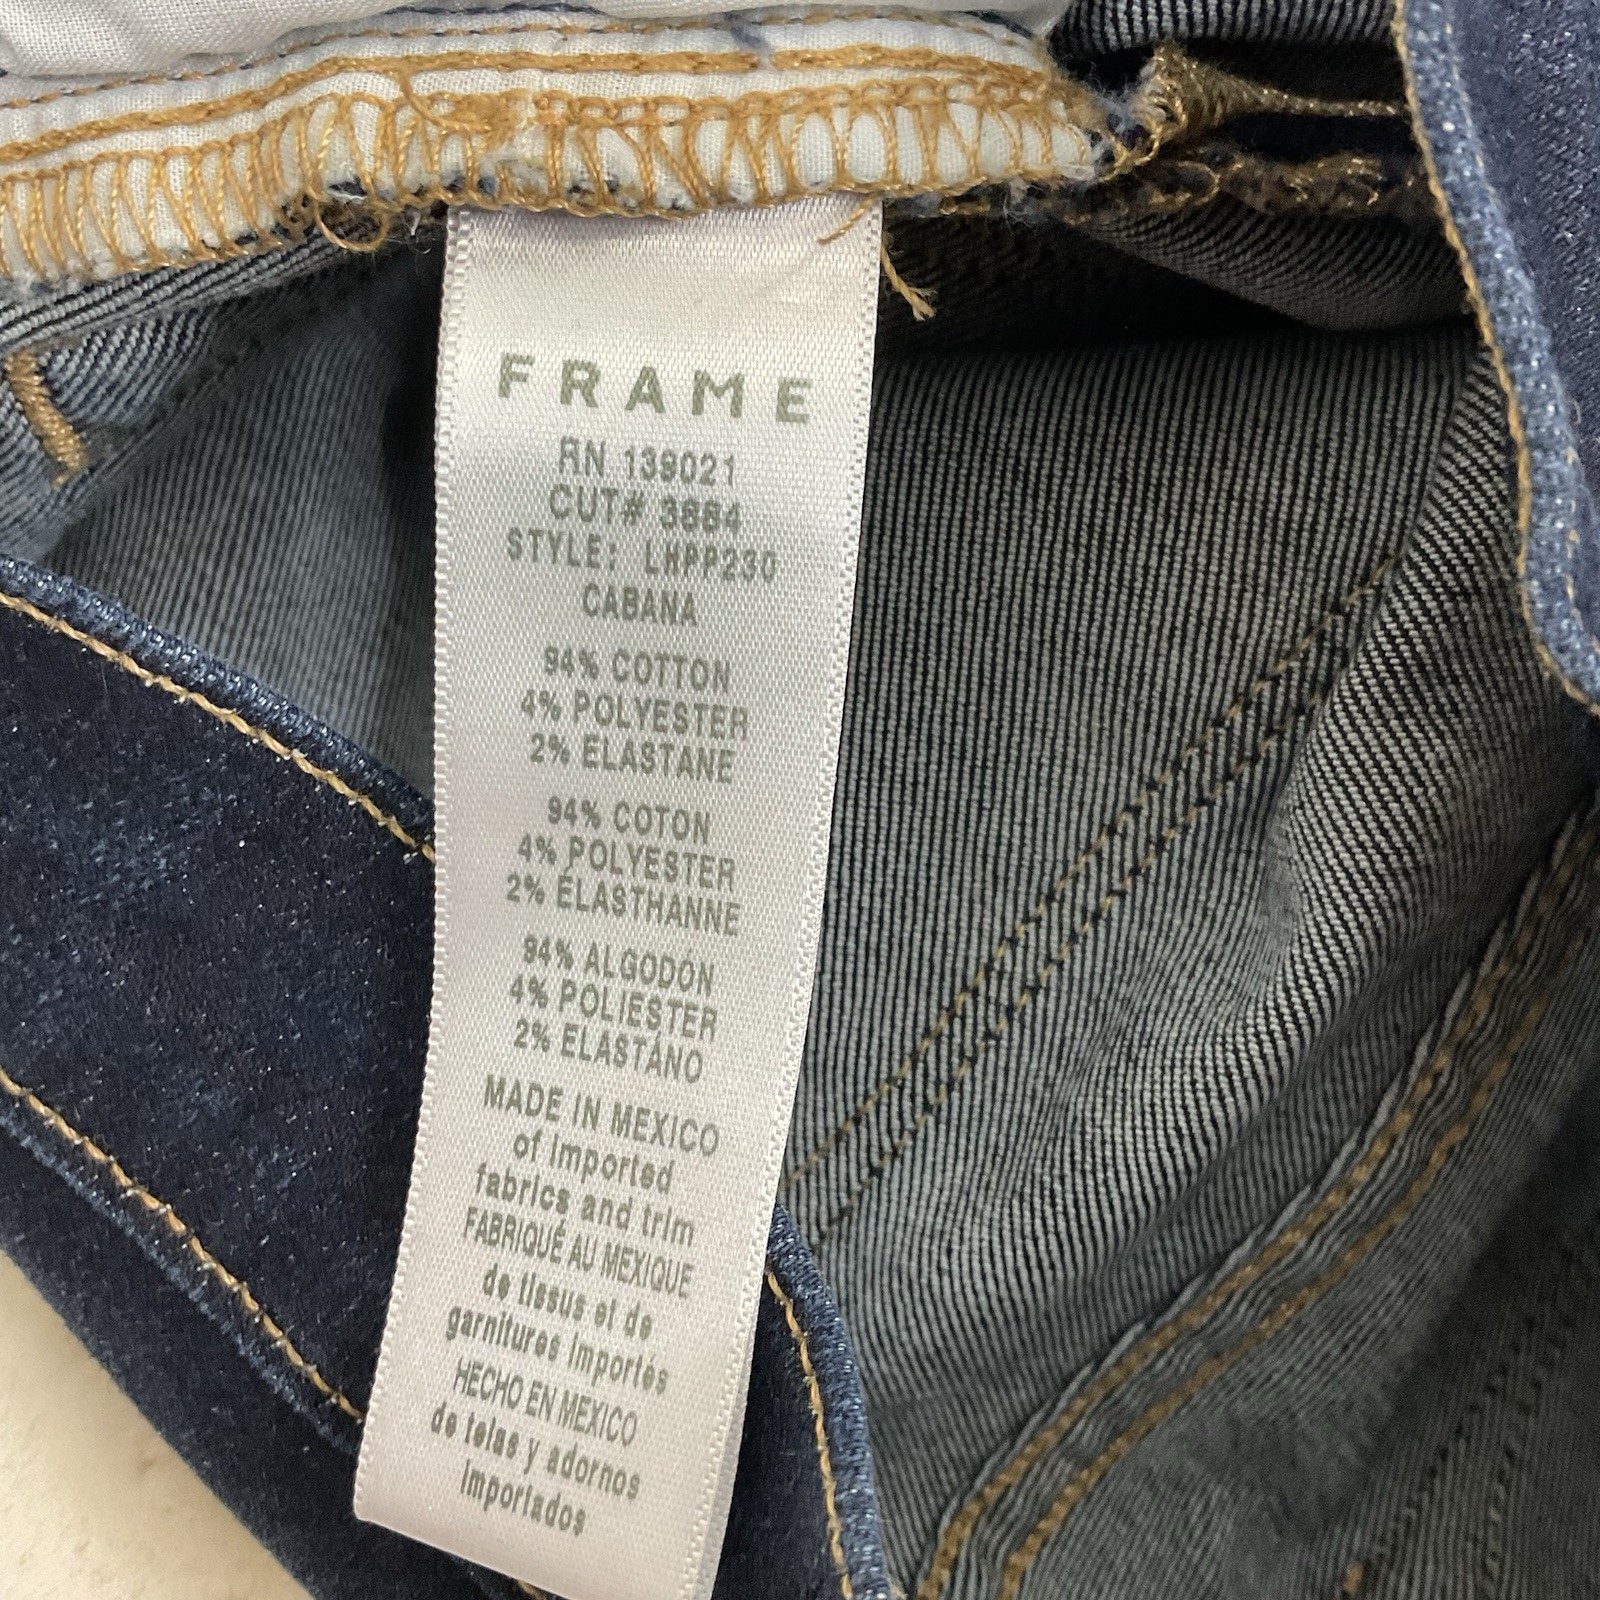 FRAME
RN 139021
CUT# 3884
STYLE: LHPP230
CABANA
94% COTTON
4% POLYESTER
2% ELASTANE
94% COTON
4% POLYESTER
2% ÉLASTHANNE
94% ALGODÓN
4% POLIÉSTER
2% ELASTANO
MADE IN MEXICO
of imported
fabrics and trim
FABRIQUÉ AU MEXIQUE
de tissus et de
garnitures importés
HECHO EN MEXICO
de telas y adornos
importados